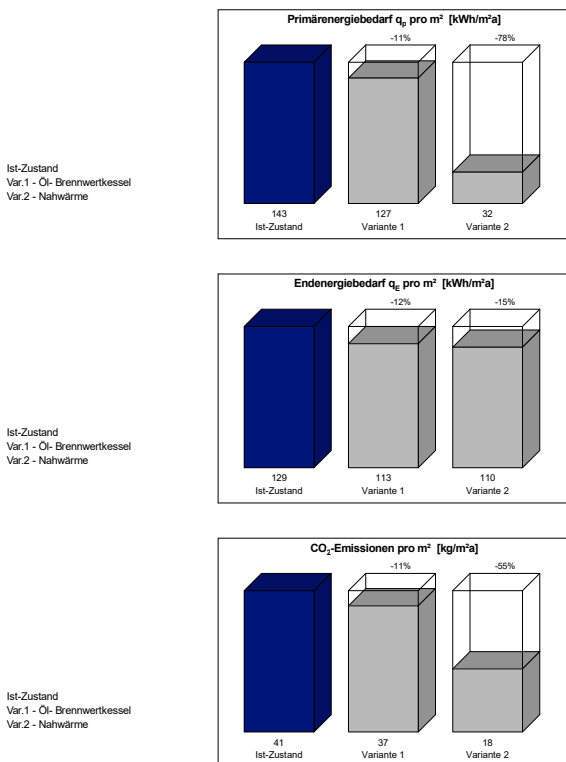 Primärenergiebedarf qp pro m² [kWh/m²a]
-11% -78%
Ist-Zustand
Var.1 - Öl- Brennwertkessel
Var.2 - Nahwärme
143 127 32
Ist-Zustand Variante 1 Variante 2
Endenergiebedarf qE pro m² [kWh/m²a]
-12% -15%
Ist-Zustand
Var.1 - Öl- Brennwertkessel
Var.2 - Nahwärme
129 113 110
Ist-Zustand Variante 1 Variante 2
CO2-Emissionen pro m² [kg/m²a]
-11% -55%
Ist-Zustand
Var.1 - Öl- Brennwertkessel
Var.2 - Nahwärme
41 37 18
Ist-Zustand Variante 1 Variante 2